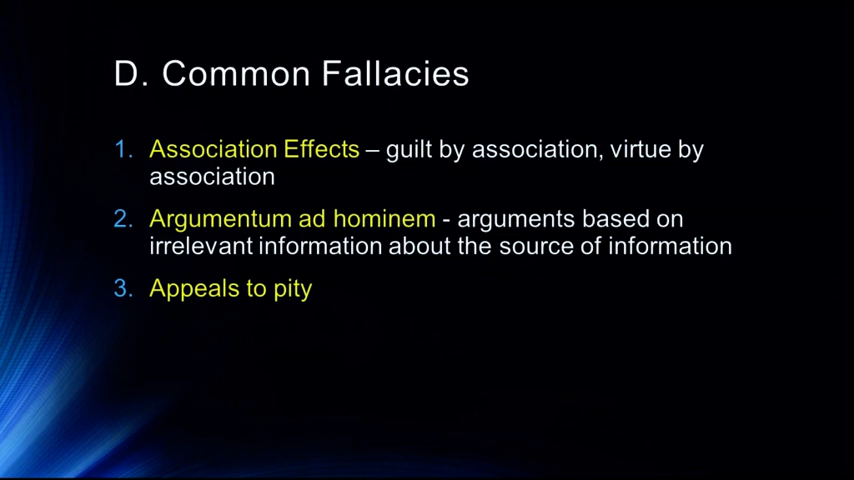 D. Common Fallacies
1. Association Effects – guilt by association, virtue by
association
2. Argumentum ad hominem - arguments based on
irrelevant information about the source of information
3. Appeals to pity